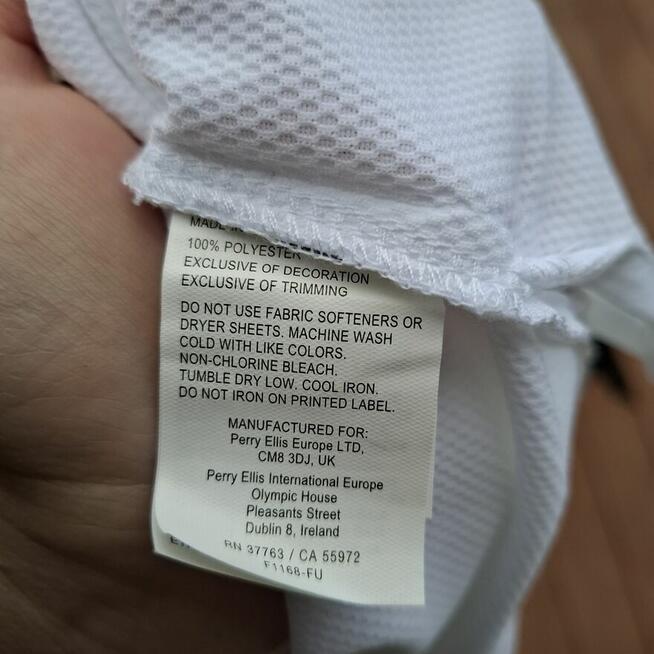 MADE IN
100% POLYESTER
EXCLUSIVE OF DECORATION
EXCLUSIVE OF TRIMMING
DO NOT USE FABRIC SOFTENERS OR
DRYER SHEETS. MACHINE WASH
COLD WITH LIKE COLORS.
NON-CHLORINE BLEACH.
TUMBLE DRY LOW. COOL IRON.
DO NOT IRON ON PRINTED LABEL.
MANUFACTURED FOR:
Perry Ellis Europe LTD,
CM8 3DJ, UK
Perry Ellis International Europe
Olympic House
Pleasants Street
Dublin 8, Ireland
RN 37763 / CA 55972
F1168-FU